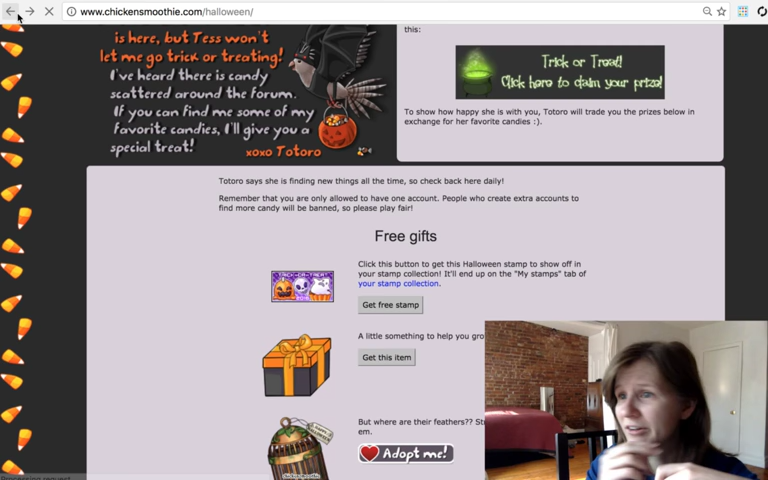 www.chickensmoothie.com/halloween/
is here, but Tess won't
let me go trick or treating!
I've heard there is candy
scattered around the forum.
If you can find me some of my
favorite candies, I'll give you a
special treat!
xoxo Totoro
this:
Trick or Treat!
Click here to claim your prize!
To show how happy she is with you, Totoro will trade you the prizes below in
exchange for her favorite candies :).
Totoro says she is finding new things all the time, so check back here daily!
Remember that you are only allowed to have one account. People who create extra accounts to
find more candy will be banned, so please play fair!
Free gifts
TRICK-OR-TREAT
Click this button to get this Halloween stamp to show off in
your stamp collection! It'll end up on the "My stamps" tab of
your stamp collection.
Get free stamp
A little something to help you gro
Get this item
But where are their feathers?? St
em.
Adopt me!
chicken smoothie
Processing request